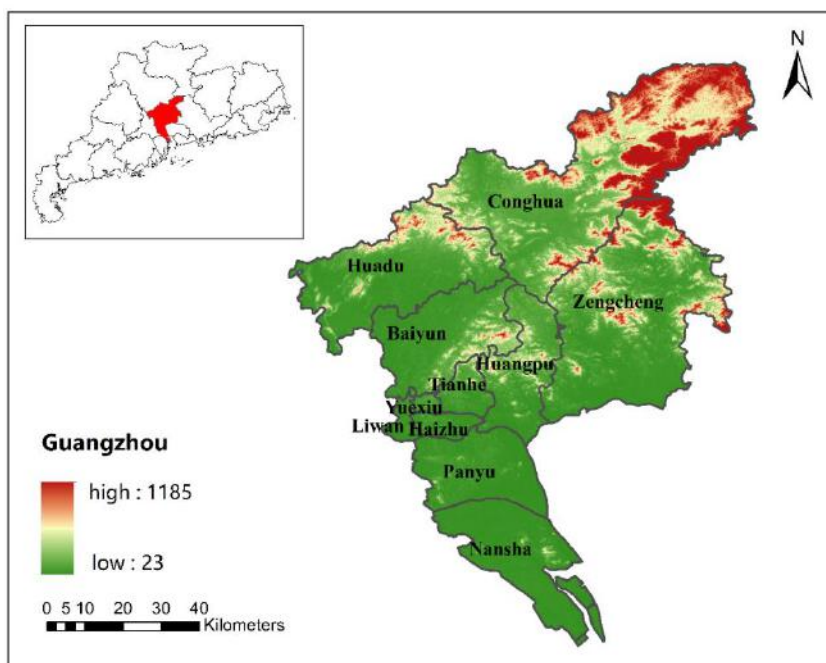 N
Conghua
Huadu
Zengcheng
Baiyun
Huangpu
Tianhe
Yuexiu
Liwan Haizhu
Guangzhou
Panyu
high : 1185
Nansha
low : 23
0 5 10 20 30 40
Kilometers